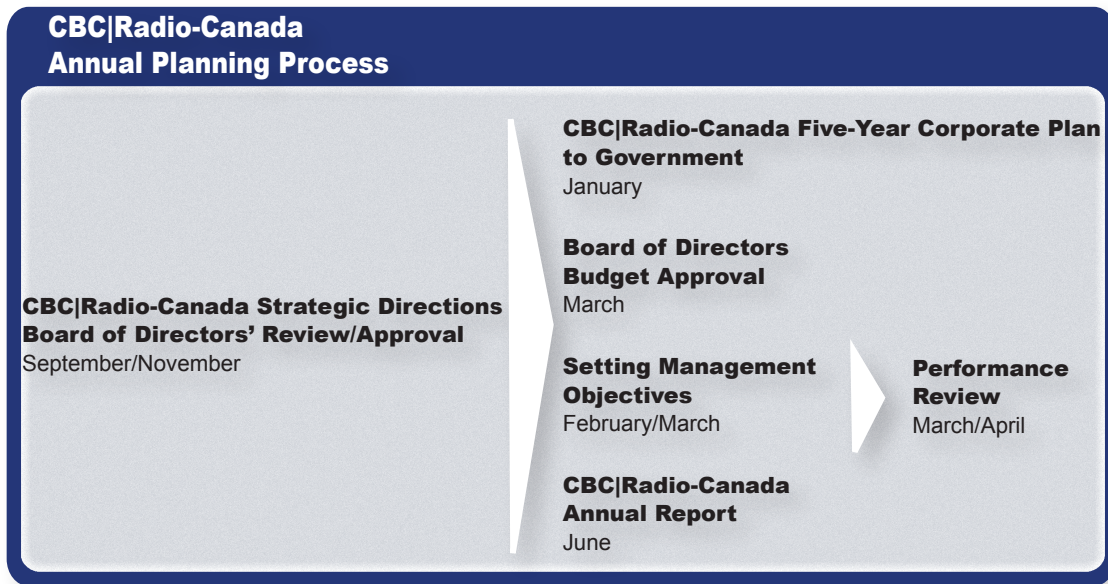 CBC|Radio-Canada
Annual Planning Process
CBC|Radio-Canada Strategic Directions
Board of Directors’ Review/Approval
September/November
CBC|Radio-Canada Five-Year Corporate Plan
to Government
January
Board of Directors
Budget Approval
March
Setting Management
Objectives
February/March
CBC|Radio-Canada
Annual Report
June
Performance
Review
March/April